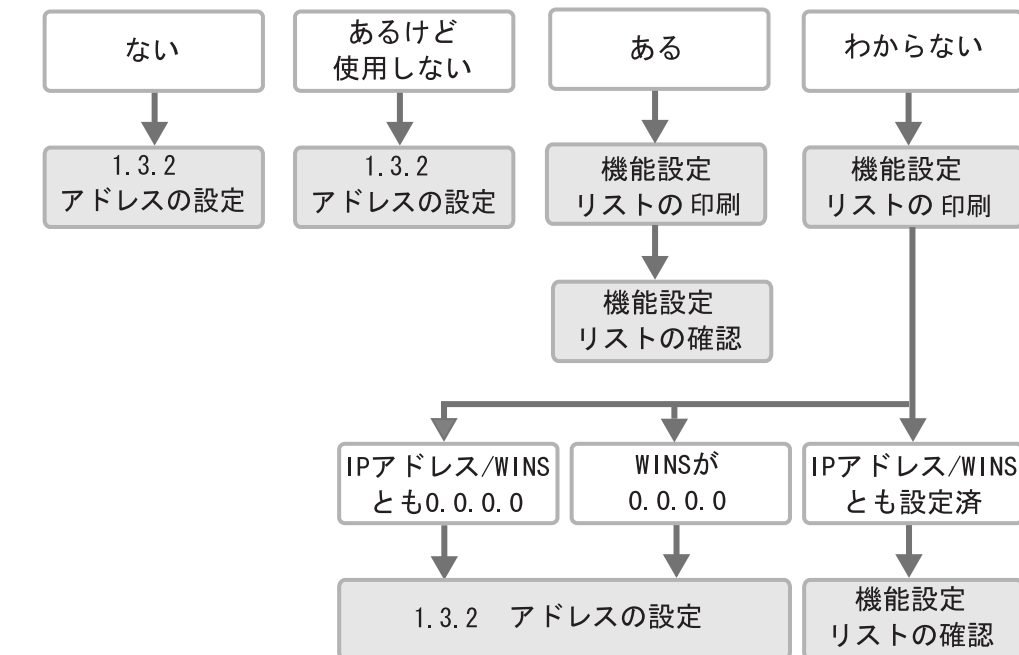 ない
あるけど
使用しない
ある
わからない
1.3.2
アドレスの設定
1.3.2
アドレスの設定
機能設定
リストの印刷
機能設定
リストの印刷
機能設定
リストの確認
IPアドレス/WINS
とも0.0.0.0
WINSが
0.0.0.0
IPアドレス/WINS
とも設定済
1.3.2 アドレスの設定
機能設定
リストの確認